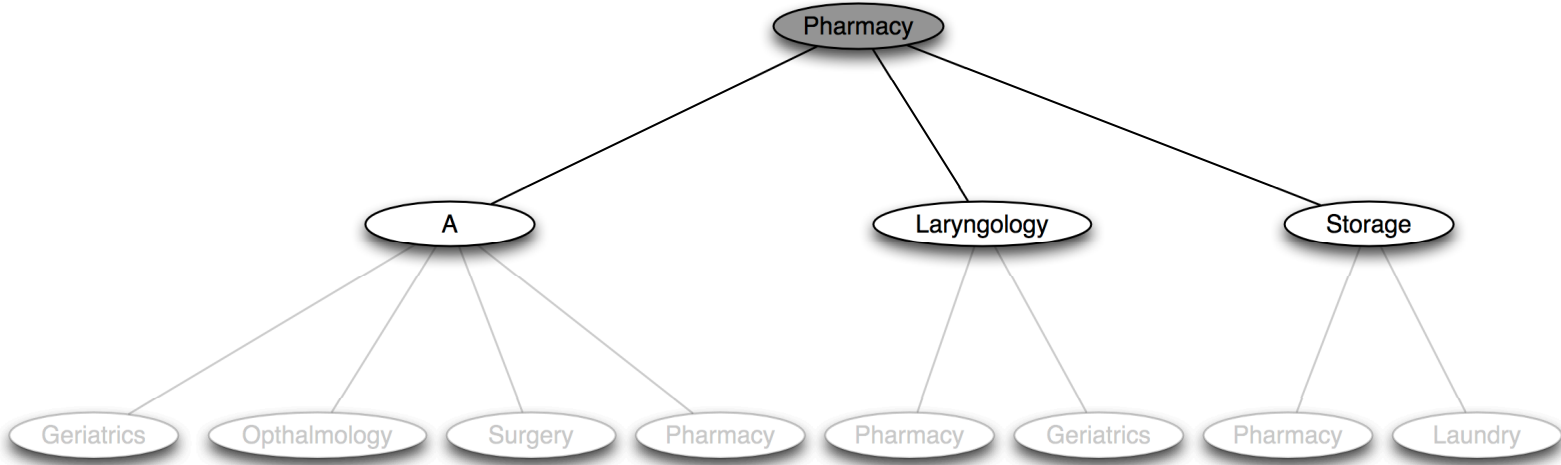 Pharmacy
A
Laryngology
Storage
Geriatrics
Opthalmology
Surgery
Pharmacy
Pharmacy
Geriatrics
Pharmacy
Laundry